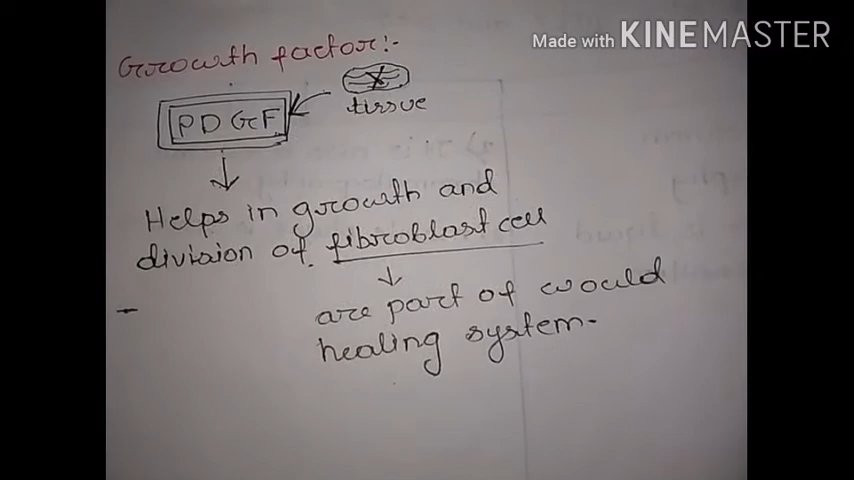 Made with KINEMASTER
Growth factor:-
tissue
PDGF
Helps in growth and
division of fibroblast cell
are part of would
healing system.